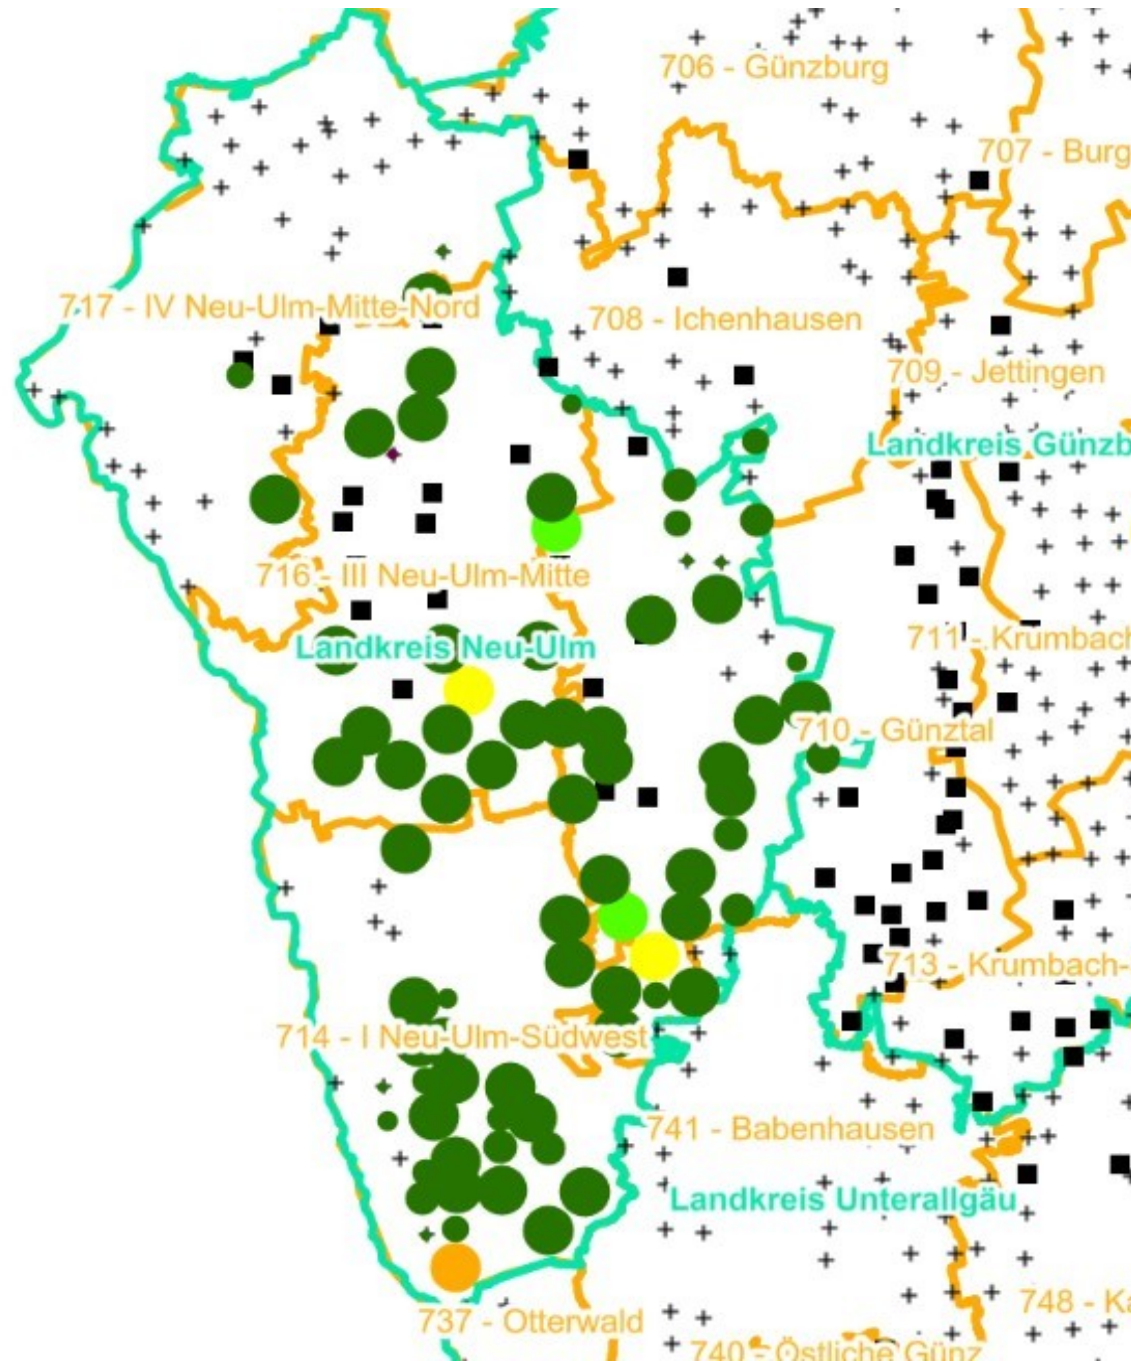 706 - Günzburg
707 - Burg
717 - IV Neu-Ulm-Mitte-Nord
708 - Ichenhausen
709 - Jettingen
Landkreis Günzb
716 - III Neu-Ulm-Mitte
711 - Krumbach
Landkreis Neu-Ulm
710 - Günztal
713 - Krumbach-
714 - I Neu-Ulm-Südwest
741 - Babenhausen
Landkreis Unterallgäu
748 - Ka
737 - Otterwald
740 - Östliche Günz